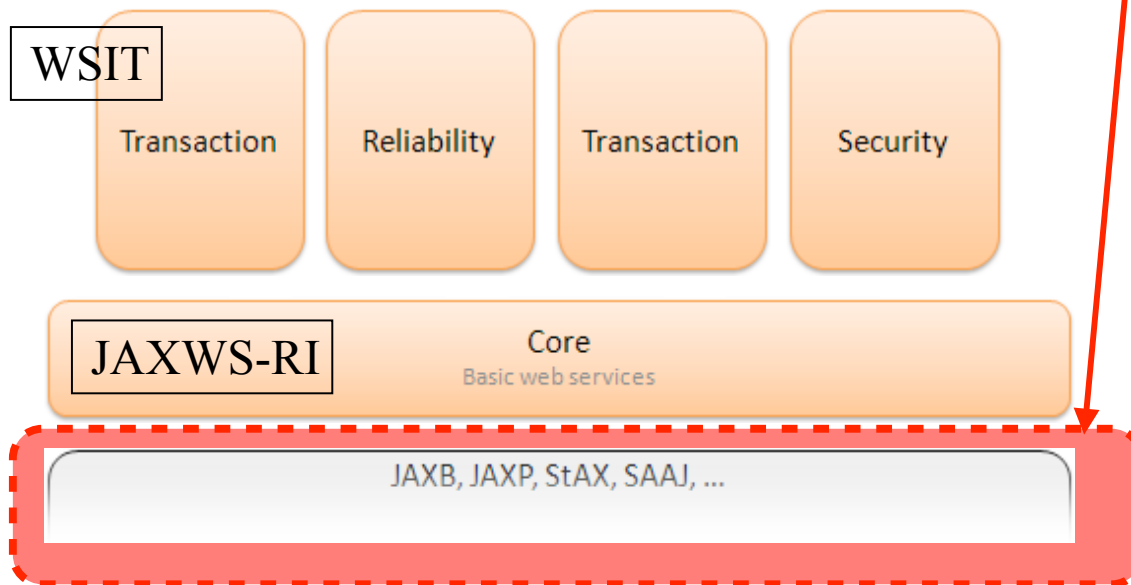 WSIT
Transaction
Reliability
Transaction
Security
JAXWS-RI
Core
Basic web services
JAXB, JAXP, StAX, SAAJ, ...